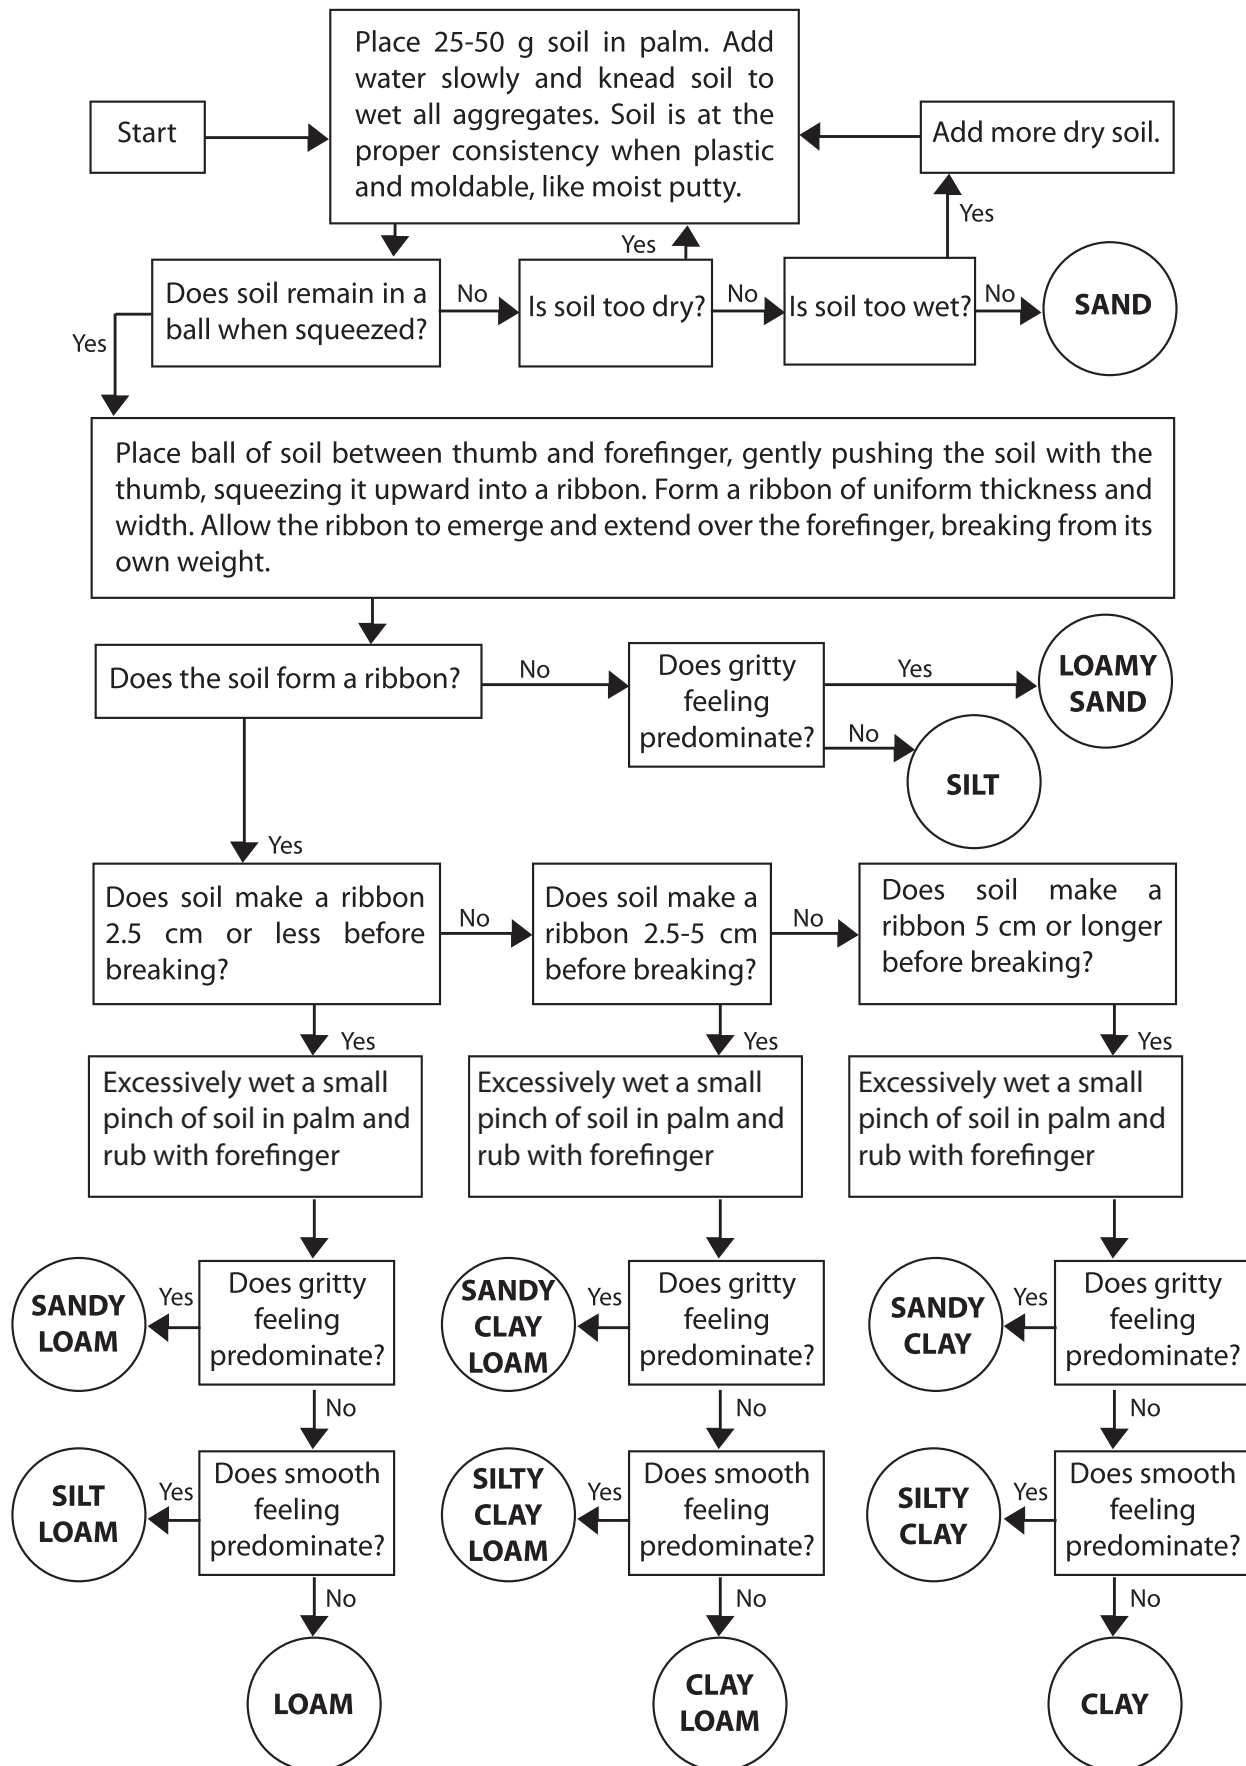 Place 25-50 g soil in palm. Add
water slowly and knead soil to
wet all aggregates. Soil is at the
proper consistency when plastic
and moldable, like moist putty.
Start
Add more dry soil.
Yes
Yes
Does soil remain in a
ball when squeezed?
No
Is soil too dry?
No
Is soil too wet?
No
SAND
Yes
Place ball of soil between thumb and forefinger, gently pushing the soil with the
thumb, squeezing it upward into a ribbon. Form a ribbon of uniform thickness and
width. Allow the ribbon to emerge and extend over the forefinger, breaking from its
own weight.
Does the soil form a ribbon?
No
Does gritty
feeling
predominate?
Yes
LOAMY
SAND
No
SILT
Yes
Does soil make a ribbon
2.5 cm or less before
breaking?
No
Does soil make a
ribbon 2.5-5 cm
before breaking?
No
Does soil make a
ribbon 5 cm or longer
before breaking?
Yes
Yes
Yes
Excessively wet a small
pinch of soil in palm and
rub with forefinger
Excessively wet a small
pinch of soil in palm and
rub with forefinger
Excessively wet a small
pinch of soil in palm and
rub with forefinger
SANDY
LOAM
Yes
Does gritty
feeling
predominate?
SANDY
CLAY
LOAM
Yes
Does gritty
feeling
predominate?
SANDY
CLAY
Yes
Does gritty
feeling
predominate?
No
No
No
SILT
LOAM
Yes
Does smooth
feeling
predominate?
SILTY
CLAY
LOAM
Yes
Does smooth
feeling
predominate?
SILTY
CLAY
Yes
Does smooth
feeling
predominate?
No
No
No
LOAM
CLAY
LOAM
CLAY